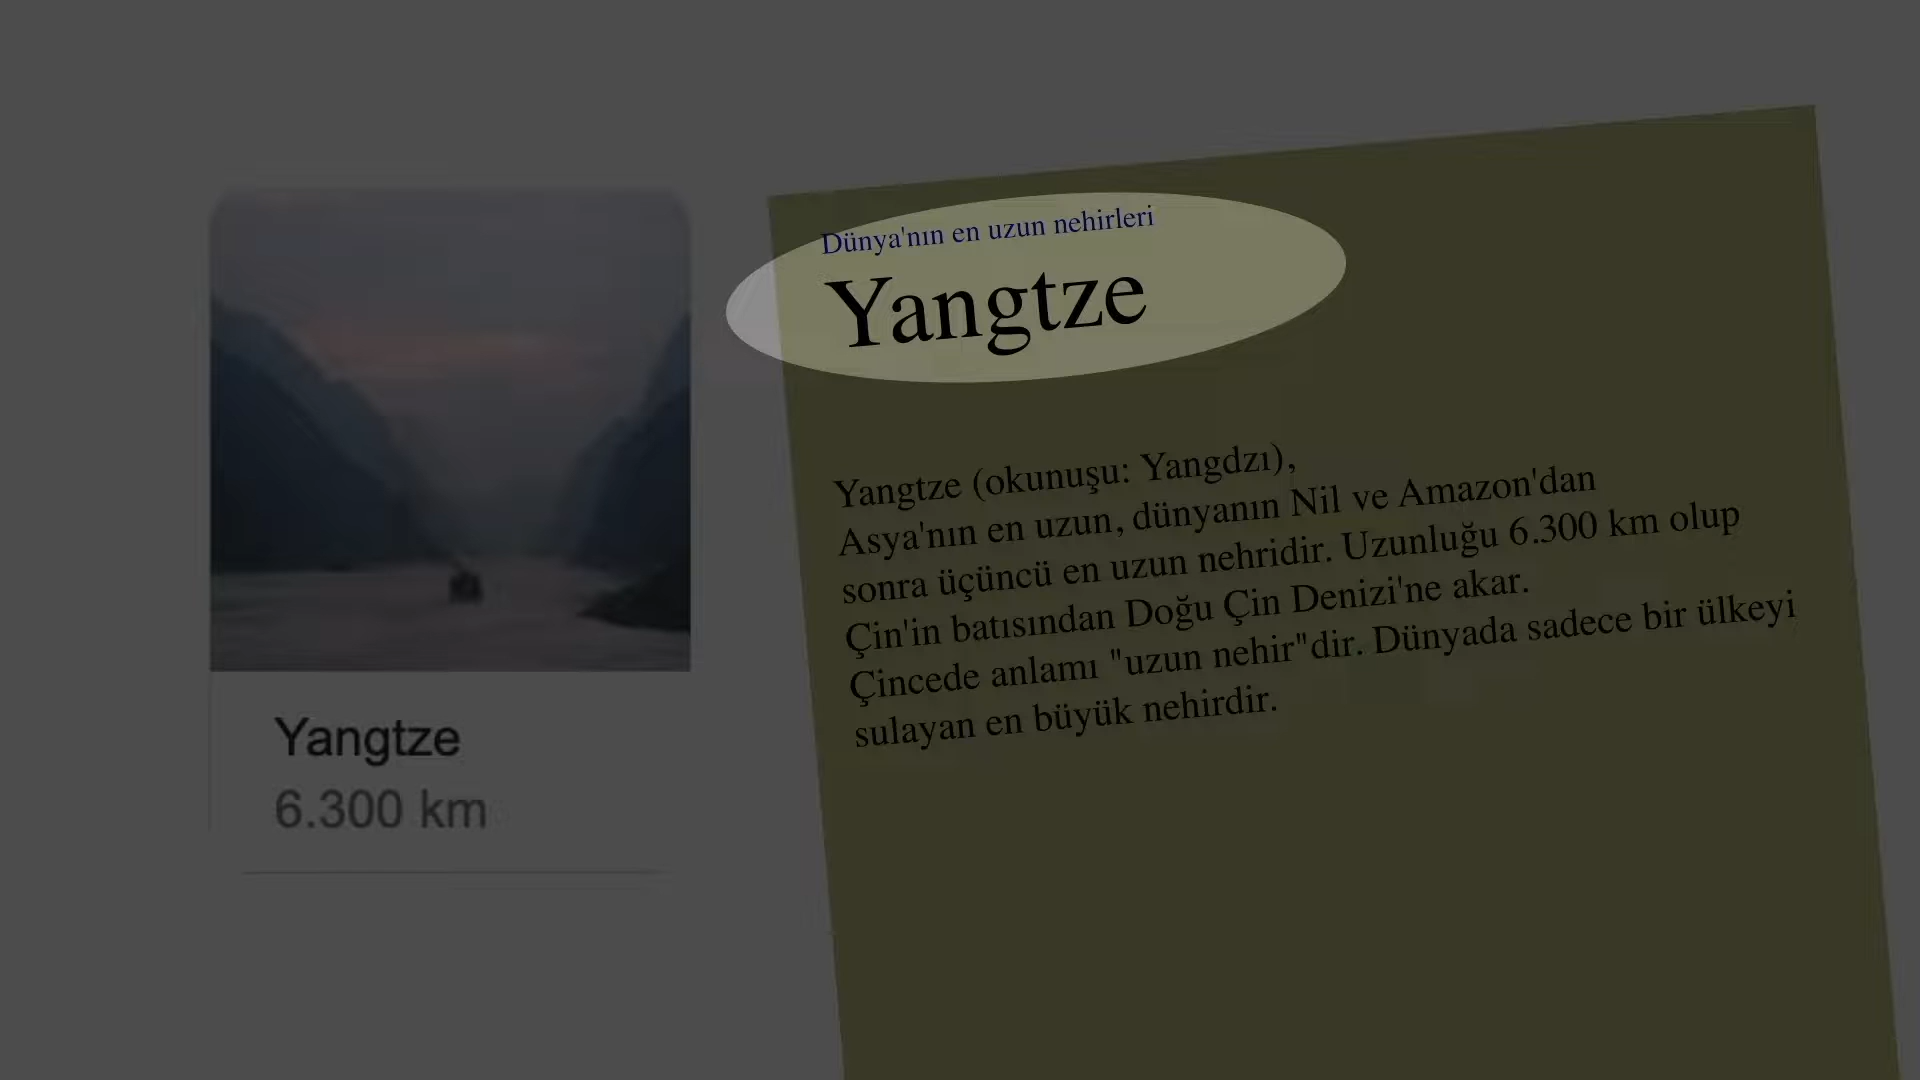 Dünya'nın en uzun nehirleri
Yangtze
Yangtze (okunuşu: Yangdzı),
Asya'nın en uzun, dünyanın Nil ve Amazon'dan
sonra üçüncü en uzun nehridir. Uzunluğu 6.300 km olup
Çin'in batısından Doğu Çin Denizi'ne akar.
Çincede anlamı "uzun nehir"dir. Dünyada sadece bir ülkeyi
sulayan en büyük nehirdir.
Yangtze
6.300 km